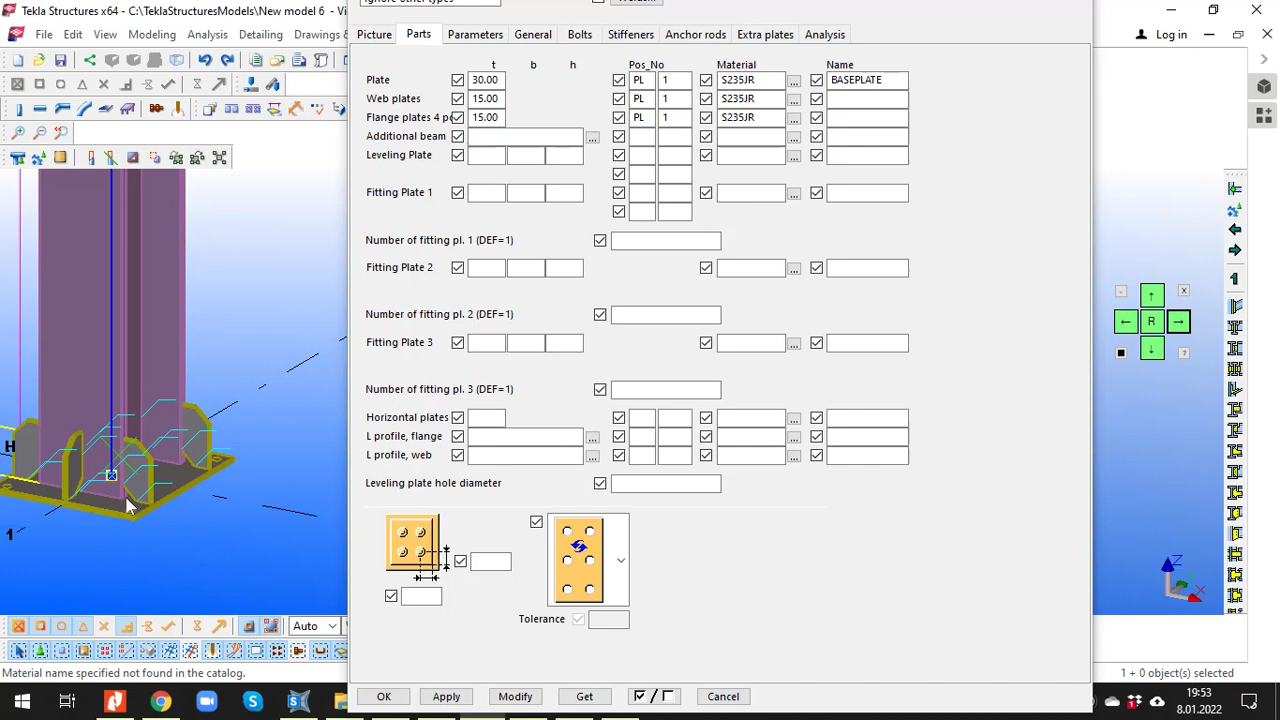 Tekla Structures x64 - C:\TeklaStructuresModels\New model 6 - Vi
File Edit View Modeling Analysis Detailing Drawings
Log in
Picture Parts Parameters General Bolts Stiffeners Anchor rods Extra plates Analysis
t b h Pos_No Material Name
Plate 30.00 PL 1 S235JR ... BASEPLATE
Web plates 15.00 PL 1 S235JR ...
Flange plates 4 p 15.00 PL 1 S235JR ...
Additional beam ... ...
Leveling Plate ...
Fitting Plate 1 ...
Number of fitting pl. 1 (DEF=1)
Fitting Plate 2 ...
Number of fitting pl. 2 (DEF=1)
Fitting Plate 3 ...
Number of fitting pl. 3 (DEF=1)
Horizontal plates ...
L profile, flange ... ...
L profile, web ... ...
Leveling plate hole diameter
Tolerance
H
1
R
x
?
Z
Auto
Material name specified not found in the catalog.
1 + 0 object(s) selected
OK Apply Modify Get / Cancel
19:53
8.01.2022